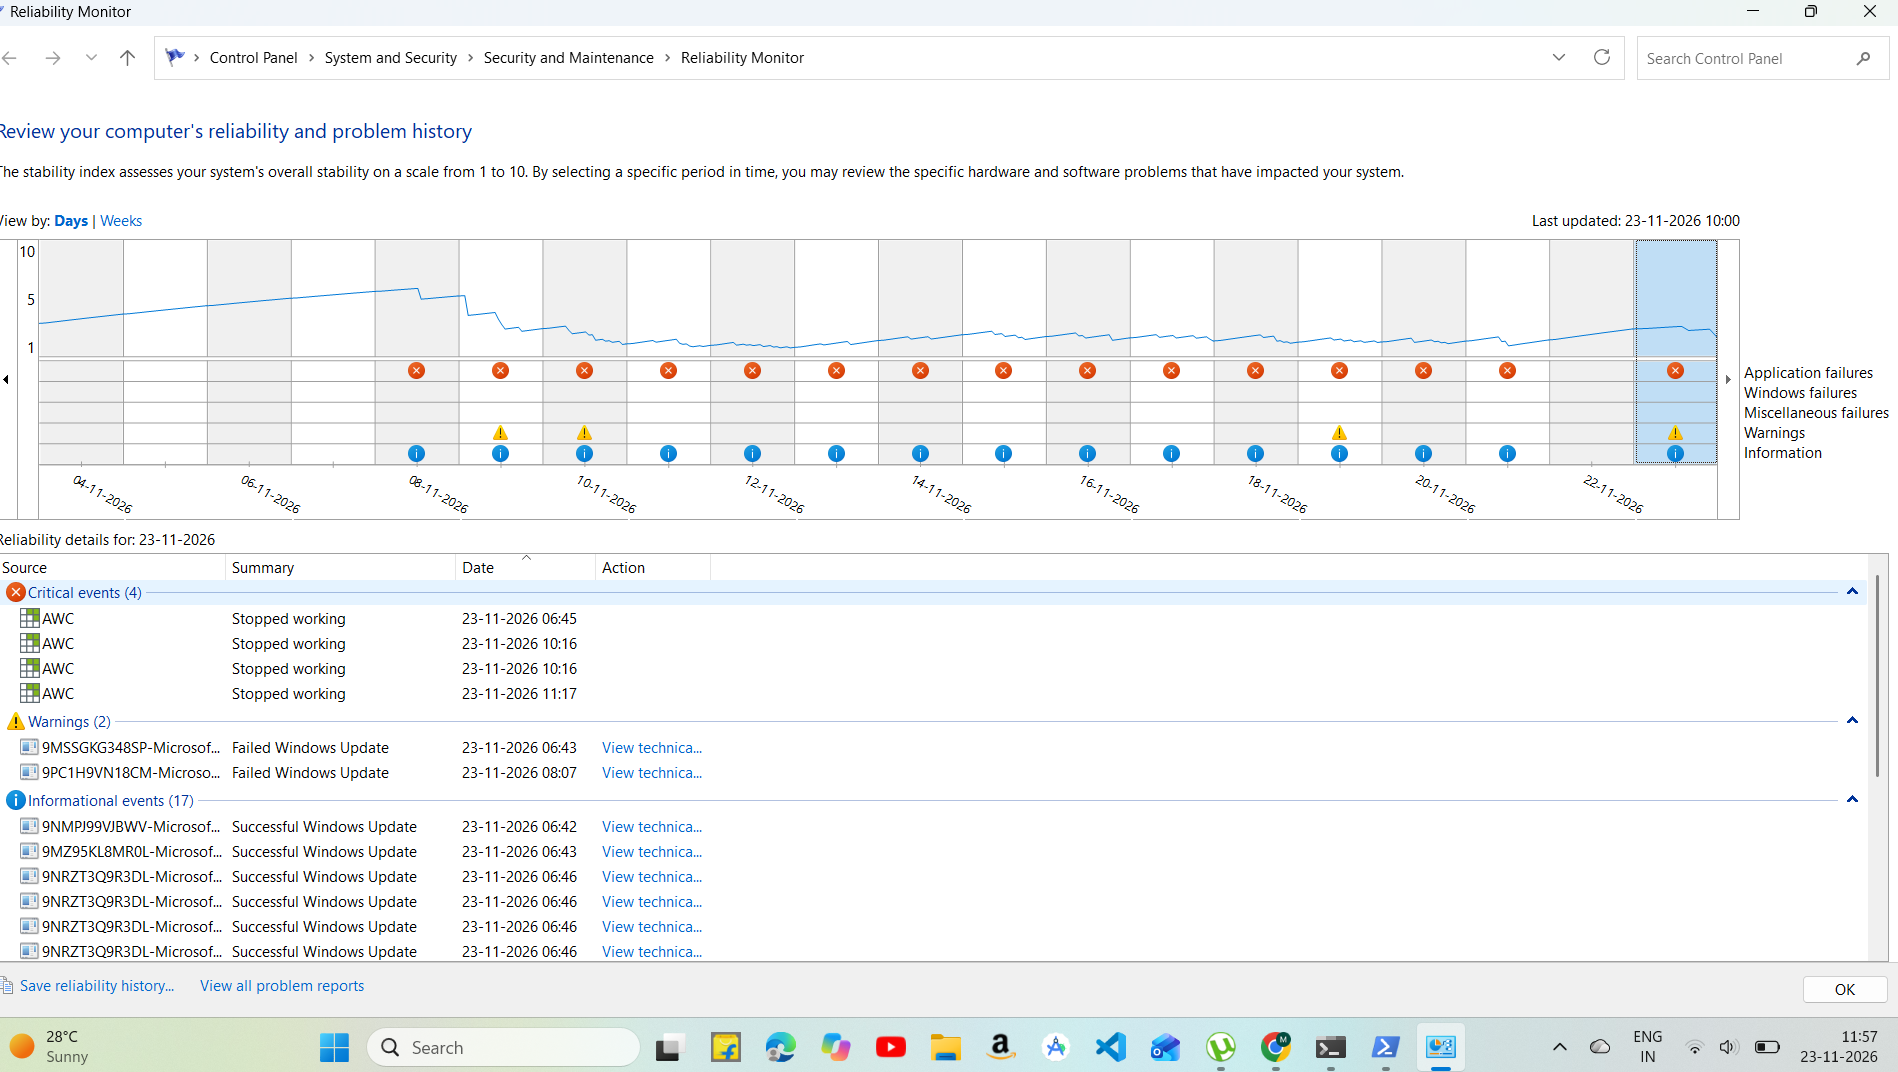 Reliability Monitor
Control Panel > System and Security > Security and Maintenance > Reliability Monitor
Search Control Panel
Review your computer's reliability and problem history
The stability index assesses your system's overall stability on a scale from 1 to 10. By selecting a specific period in time, you may review the specific hardware and software problems that have impacted your system.
View by: Days | Weeks
Last updated: 23-11-2026 10:00
10
5
1
Application failures
Windows failures
Miscellaneous failures
Warnings
Information
04-11-2026
06-11-2026
08-11-2026
10-11-2026
12-11-2026
14-11-2026
16-11-2026
18-11-2026
20-11-2026
22-11-2026
Reliability details for: 23-11-2026
Source Summary Date Action
Critical events (4)
AWC Stopped working 23-11-2026 06:45
AWC Stopped working 23-11-2026 10:16
AWC Stopped working 23-11-2026 10:16
AWC Stopped working 23-11-2026 11:17
Warnings (2)
9MSSGKG348SP-Microsof... Failed Windows Update 23-11-2026 06:43 View technica...
9PC1H9VN18CM-Microso... Failed Windows Update 23-11-2026 08:07 View technica...
Informational events (17)
9NMPJ99VJBWV-Microsof... Successful Windows Update 23-11-2026 06:42 View technica...
9MZ95KL8MR0L-Microsof... Successful Windows Update 23-11-2026 06:43 View technica...
9NRZT3Q9R3DL-Microsof... Successful Windows Update 23-11-2026 06:46 View technica...
9NRZT3Q9R3DL-Microsof... Successful Windows Update 23-11-2026 06:46 View technica...
9NRZT3Q9R3DL-Microsof... Successful Windows Update 23-11-2026 06:46 View technica...
9NRZT3Q9R3DL-Microsof... Successful Windows Update 23-11-2026 06:46 View technica...
Save reliability history... View all problem reports
OK
28°C
Sunny
Search
M
ENG
IN
11:57
23-11-2026